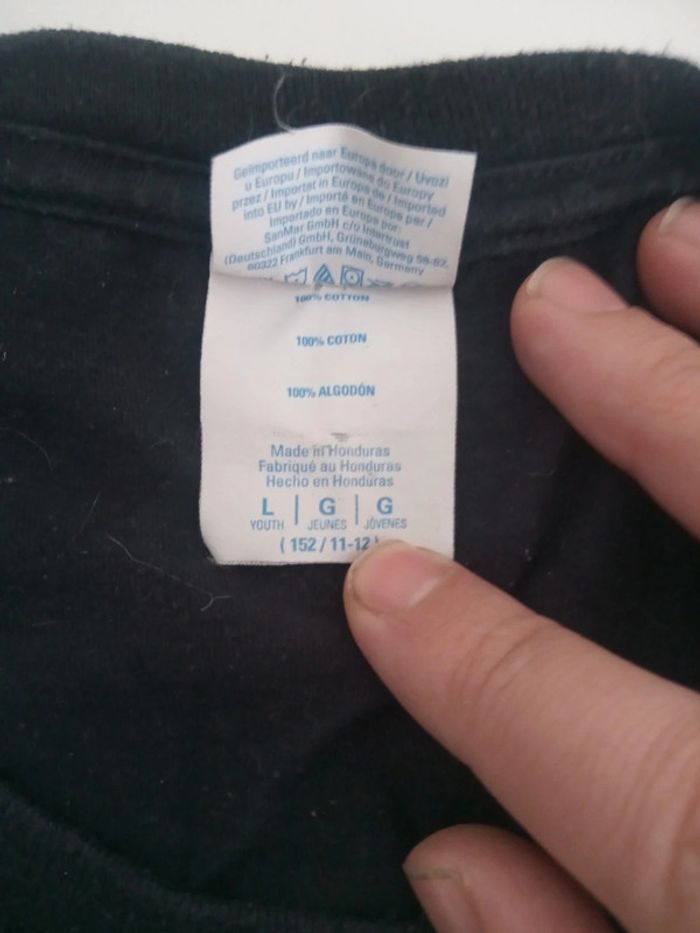 Geïmporteerd naar Europa door / Uvozi
u Europu / Importowane do Europy
przez / Importat in Europa de / Imported
into EU by / Importé en Europe par /
Importado en Europe por:
SanMar GmbH c/o Intertrust
(Deutschland) GmbH, Grüneburgweg 58-62,
60322 Frankfurt am Main, Germany
100% COTTON
100% COTON
100% ALGODÓN
Made in Honduras
Fabriqué au Honduras
Hecho en Honduras
L | G | G
YOUTH JEUNES JÓVENES
( 152 / 11-12 )